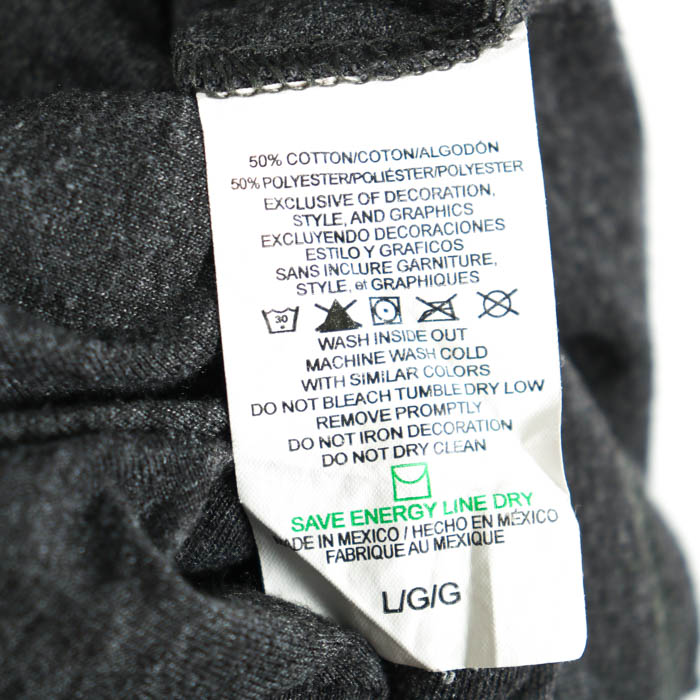 50% COTTON/COTON/ALGODÓN
50% POLYESTER/POLIÉSTER/POLYESTER
EXCLUSIVE OF DECORATION,
STYLE, AND GRAPHICS
EXCLUYENDO DECORACIONES
ESTILO Y GRAFICOS
SANS INCLURE GARNITURE,
STYLE, et GRAPHIQUES
30
WASH INSIDE OUT
MACHINE WASH COLD
WITH SIMILAR COLORS
DO NOT BLEACH TUMBLE DRY LOW
REMOVE PROMPTLY
DO NOT IRON DECORATION
DO NOT DRY CLEAN
SAVE ENERGY LINE DRY
MADE IN MEXICO / HECHO EN MÉXICO
FABRIQUE AU MEXIQUE
L/G/G